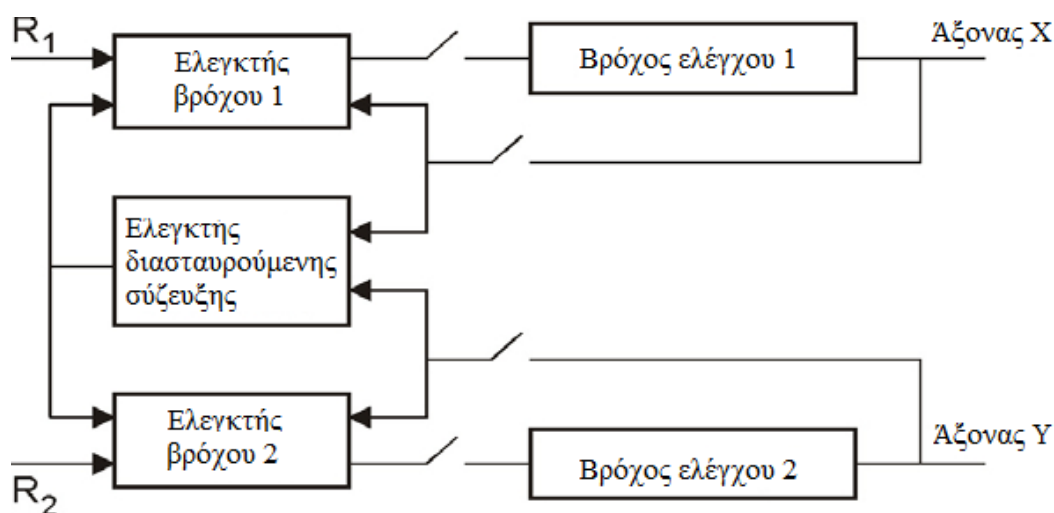 R₁
Ελεγκτής
βρόχου 1
Βρόχος ελέγχου 1
Άξονας X
Ελεγκτής
διασταυρούμενης
σύζευξης
Ελεγκτής
βρόχου 2
Βρόχος ελέγχου 2
Άξονας Y
R₂